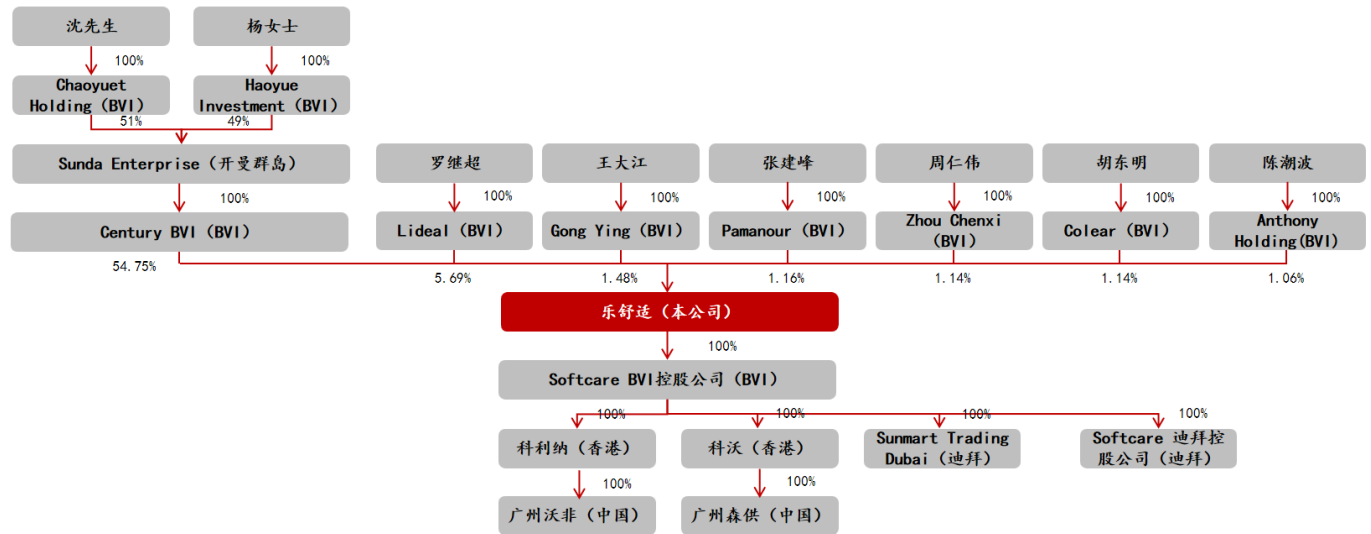 沈先生
杨女士
100%
100%
Chaoyuet
Holding (BVI)
Haoyue
Investment (BVI)
51%
49%
Sunda Enterprise (开曼群岛)
罗继超
王大江
张建峰
周仁伟
胡东明
陈潮波
100%
100%
100%
100%
100%
100%
100%
Century BVI (BVI)
Lideal (BVI)
Gong Ying (BVI)
Pamanour (BVI)
Zhou Chenxi
(BVI)
Colear (BVI)
Anthony
Holding(BVI)
54.75%
5.69%
1.48%
1.16%
1.14%
1.14%
1.06%
乐舒适(本公司)
100%
Softcare BVI控股公司(BVI)
100%
100%
100%
100%
科利纳(香港)
科沃(香港)
Sunmart Trading
Dubai(迪拜)
Softcare 迪拜控
股公司(迪拜)
100%
100%
广州沃非(中国)
广州森供(中国)